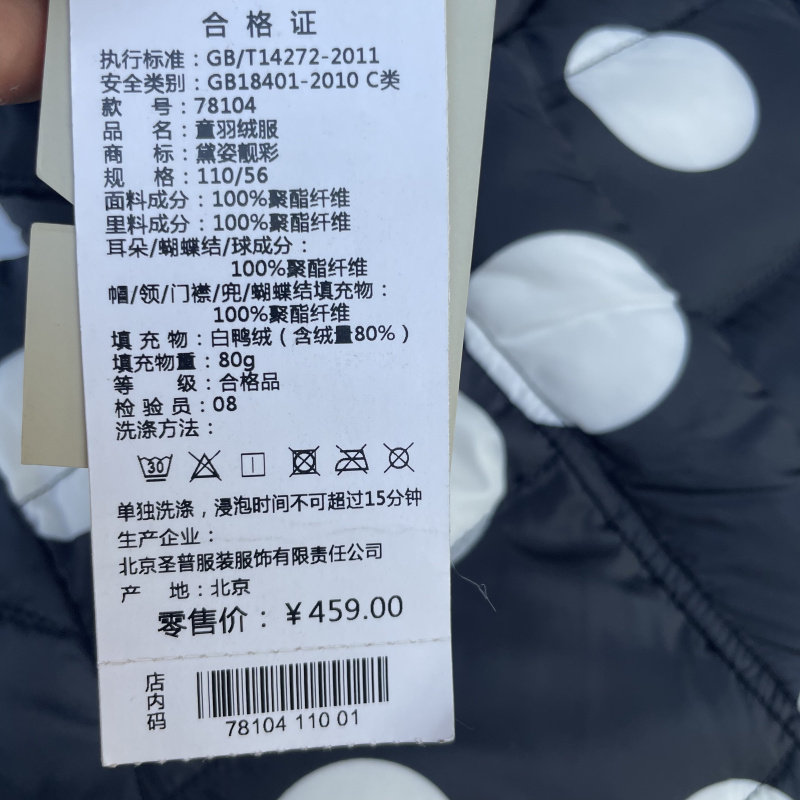 合格证
执行标准：GB/T14272-2011
安全类别：GB18401-2010 C类
款 号：78104
品 名：童羽绒服
商 标：黛姿靓彩
规 格：110/56
面料成分：100%聚酯纤维
里料成分：100%聚酯纤维
耳朵/蝴蝶结/球成分：
100%聚酯纤维
帽/领/门襟/兜/蝴蝶结填充物：
100%聚酯纤维
填 充 物：白鸭绒（含绒量80%）
填充物重：80g
等 级：合格品
检 验 员：08
洗涤方法：
30
单独洗涤，浸泡时间不可超过15分钟
生产企业：
北京圣普服装服饰有限责任公司
产 地：北京
零售价：￥459.00
店内码
78104 110 01